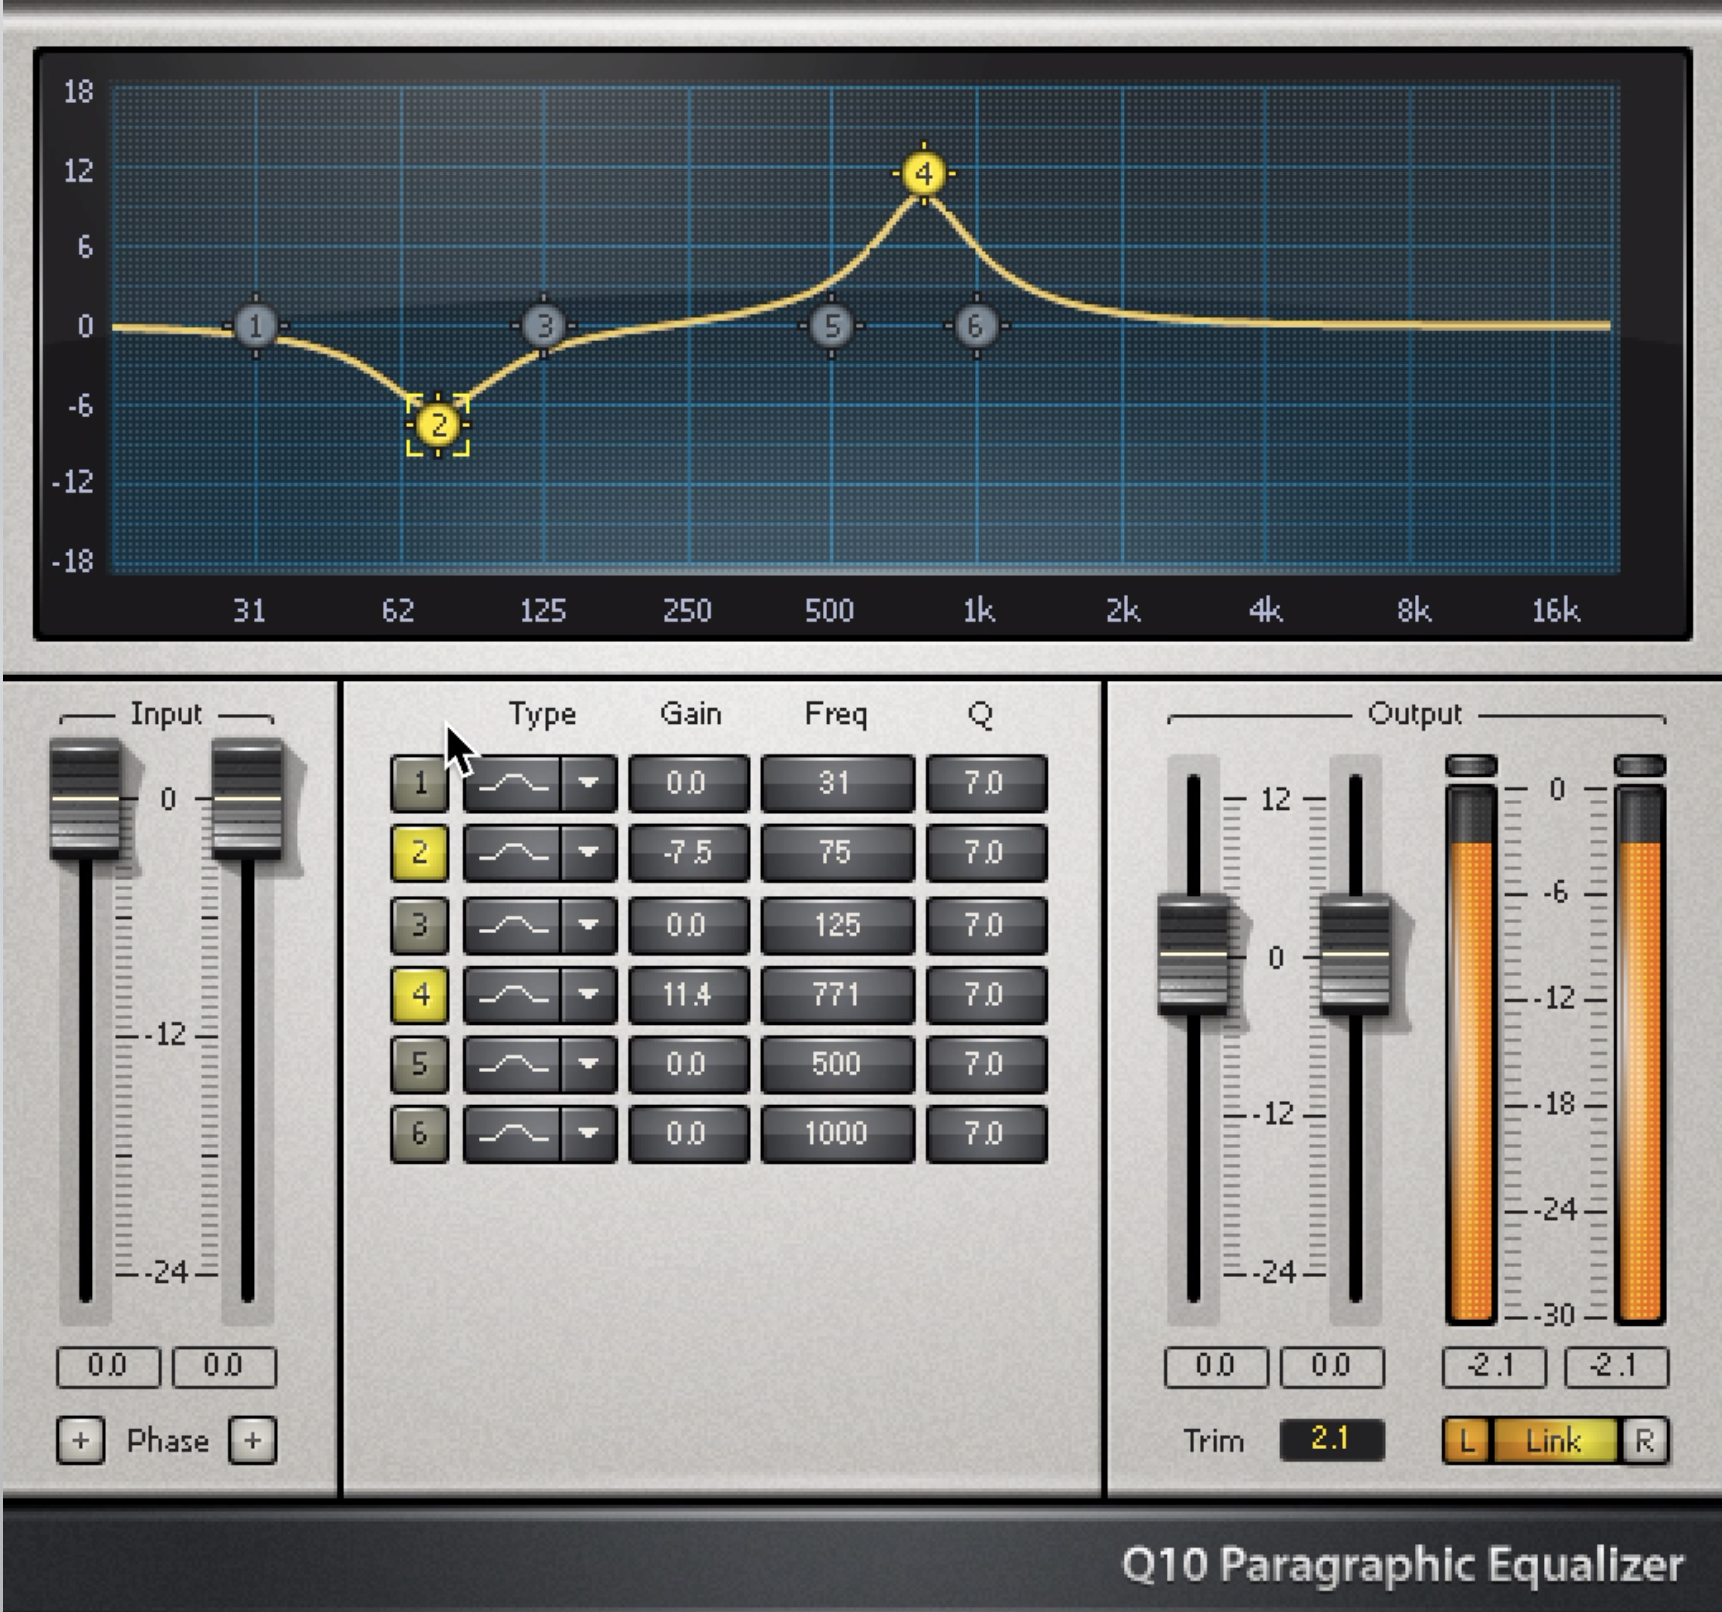 18
12
6
0
-6
-12
-18
1
2
3
4
5
6
31 62 125 250 500 1k 2k 4k 8k 16k
Input
0
-12
-24
0.0 0.0
+ Phase +
Type Gain Freq Q
1 0.0 31 7.0
2 -7.5 75 7.0
3 0.0 125 7.0
4 11.4 771 7.0
5 0.0 500 7.0
6 0.0 1000 7.0
Output
12
0
-12
-24
0
-6
-12
-18
-24
-30
0.0 0.0 -2.1 -2.1
Trim 2.1 L Link R
Q10 Paragraphic Equalizer